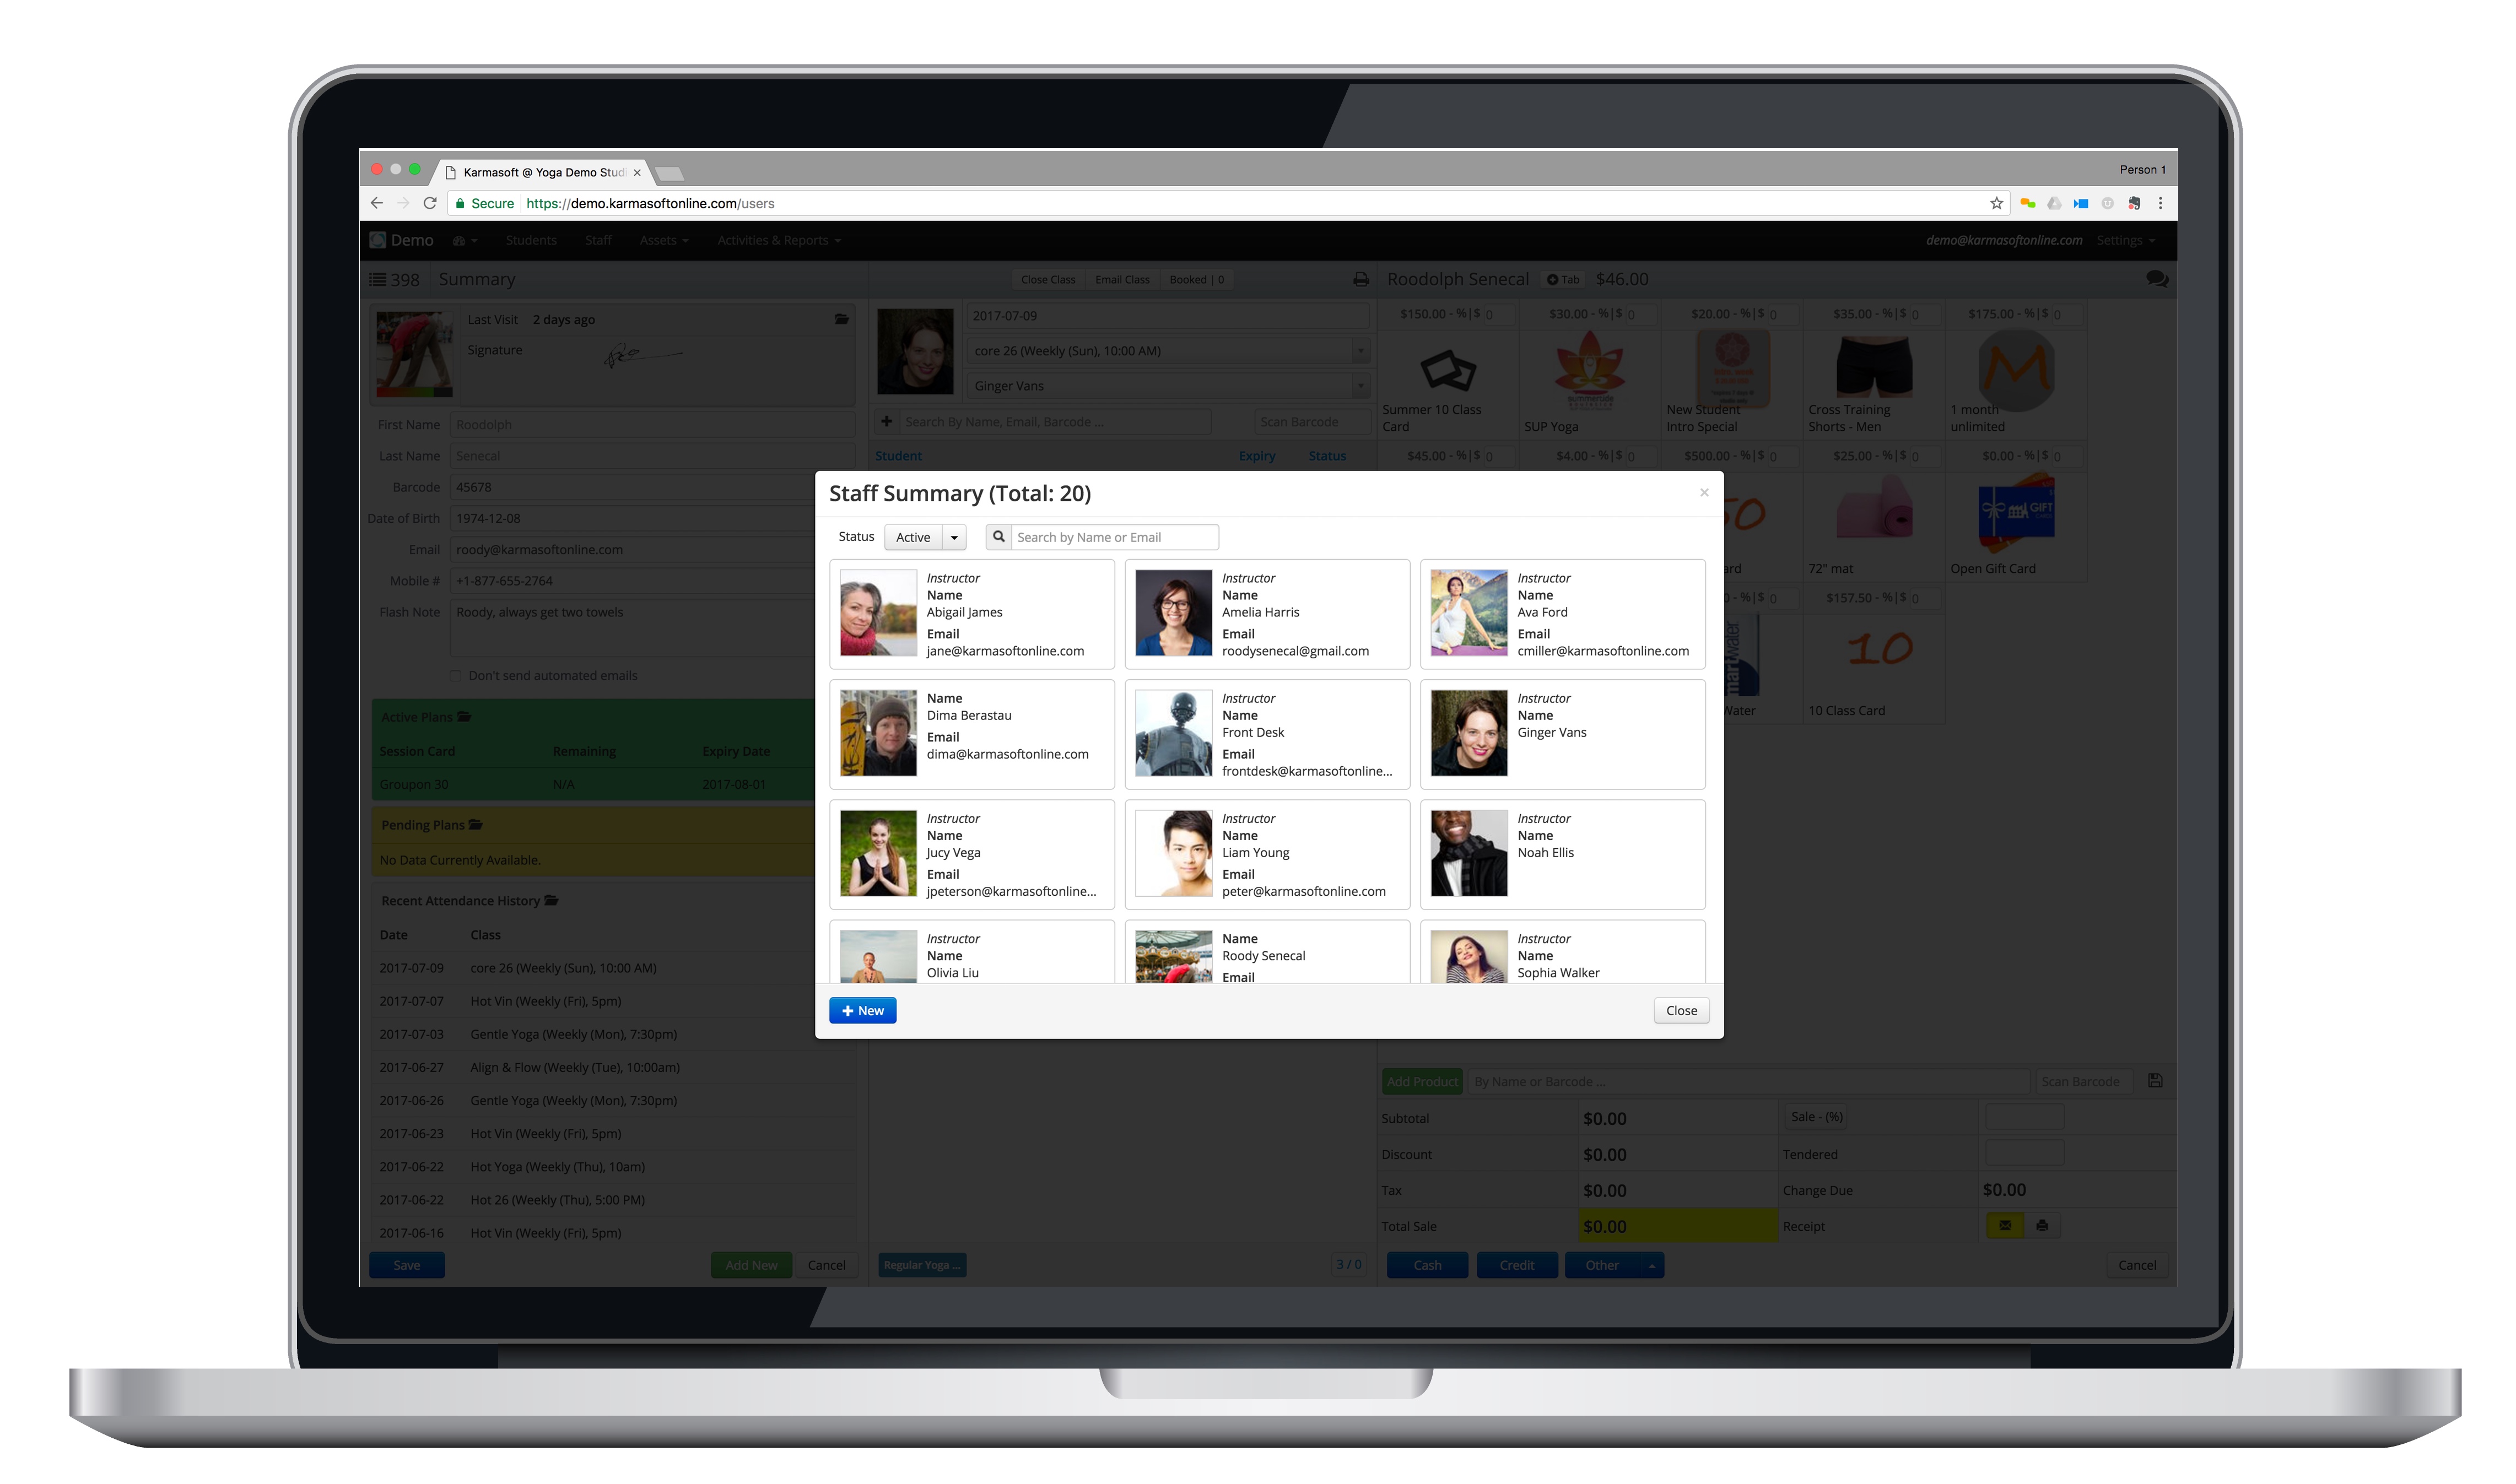 Karmasoft @ Yoga Demo Stud
Person 1
Secure https://demo.karmasoftonline.com/users
Demo Students Staff Assets Activities & Reports demo@karmasoftonline.com Settings
398 Summary
Close Class Email Class Booked | 0
Roodolph Senecal Tab $46.00
Last Visit 2 days ago
Signature
First Name Roodolph
Last Name Senecal
Barcode 45678
Date of Birth 1974-12-08
Email roody@karmasoftonline.com
Mobile # +1-877-655-2764
Flash Note Roody, always get two towels
Don't send automated emails
Active Plans
Session Card Remaining Expiry Date
Groupon 30 N/A 2017-08-01
Pending Plans
No Data Currently Available.
Recent Attendance History
Date Class
2017-07-09 core 26 (Weekly (Sun), 10:00 AM)
2017-07-07 Hot Vin (Weekly (Fri), 5pm)
2017-07-03 Gentle Yoga (Weekly (Mon), 7:30pm)
2017-06-27 Align & Flow (Weekly (Tue), 10:00am)
2017-06-26 Gentle Yoga (Weekly (Mon), 7:30pm)
2017-06-23 Hot Vin (Weekly (Fri), 5pm)
2017-06-22 Hot Yoga (Weekly (Thu), 10am)
2017-06-22 Hot 26 (Weekly (Thu), 5:00 PM)
2017-06-16 Hot Vin (Weekly (Fri), 5pm)
Save Add New Cancel
2017-07-09
core 26 (Weekly (Sun), 10:00 AM)
Ginger Vans
Search By Name, Email, Barcode ... Scan Barcode
Student Expiry Status
Staff Summary (Total: 20)
×
Status Active Search by Name or Email
Instructor
Name
Abigail James
Email
jane@karmasoftonline.com
Instructor
Name
Amelia Harris
Email
roodysenecal@gmail.com
Instructor
Name
Ava Ford
Email
cmiller@karmasoftonline.com
Name
Dima Berastau
Email
dima@karmasoftonline.com
Instructor
Name
Front Desk
Email
frontdesk@karmasoftonline...
Instructor
Name
Ginger Vans
Instructor
Name
Jucy Vega
Email
jpeterson@karmasoftonline...
Instructor
Name
Liam Young
Email
peter@karmasoftonline.com
Instructor
Name
Noah Ellis
Instructor
Name
Olivia Liu
Name
Roody Senecal
Email
Instructor
Name
Sophia Walker
New
Close
Regular Yoga ... 3 / 0
$150.00 - %|$ 0 $30.00 - %|$ 0 $20.00 - %|$ 0 $35.00 - %|$ 0 $175.00 - %|$ 0
M
Summer 10 Class
Card
SUP Yoga
New Student
Intro Special
Cross Training
Shorts - Men
1 month
unlimited
$45.00 - %|$ 0 $4.00 - %|$ 0 $500.00 - %|$ 0 $25.00 - %|$ 0 $0.00 - %|$ 0
GIFT
ard
72" mat
Open Gift Card
- %|$ 0 $157.50 - %|$ 0
10
Water
10 Class Card
Add Product By Name or Barcode ... Scan Barcode
Subtotal $0.00 Sale - (%)
Discount $0.00 Tendered
Tax $0.00 Change Due $0.00
Total Sale $0.00 Receipt
Cash Credit Other Cancel